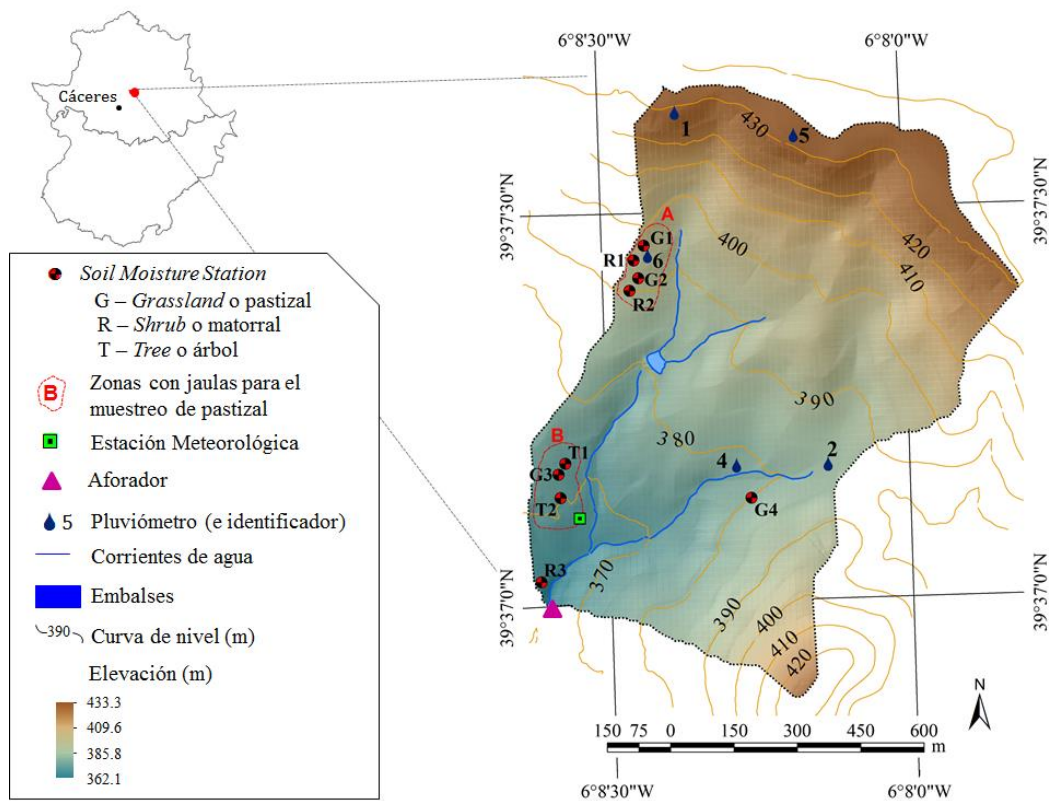 Cáceres
Soil Moisture Station
G – Grassland o pastizal
R – Shrub o matorral
T – Tree o árbol
B
Zonas con jaulas para el
muestreo de pastizal
Estación Meteorológica
Aforador
5 Pluviómetro (e identificador)
Corrientes de agua
Embalses
390 Curva de nivel (m)
Elevación (m)
433.3
409.6
385.8
362.1
6°8'30"W
6°8'0"W
39°37'30"N
39°37'30"N
1
430
5
A
G1
R1
6
G2
R2
400
420
410
390
380
B
T1
G3
T2
4
2
G4
R3
370
390
400
410
420
39°37'0"N
39°37'0"N
N
150 75 0 150 300 450 600
m
6°8'30"W
6°8'0"W